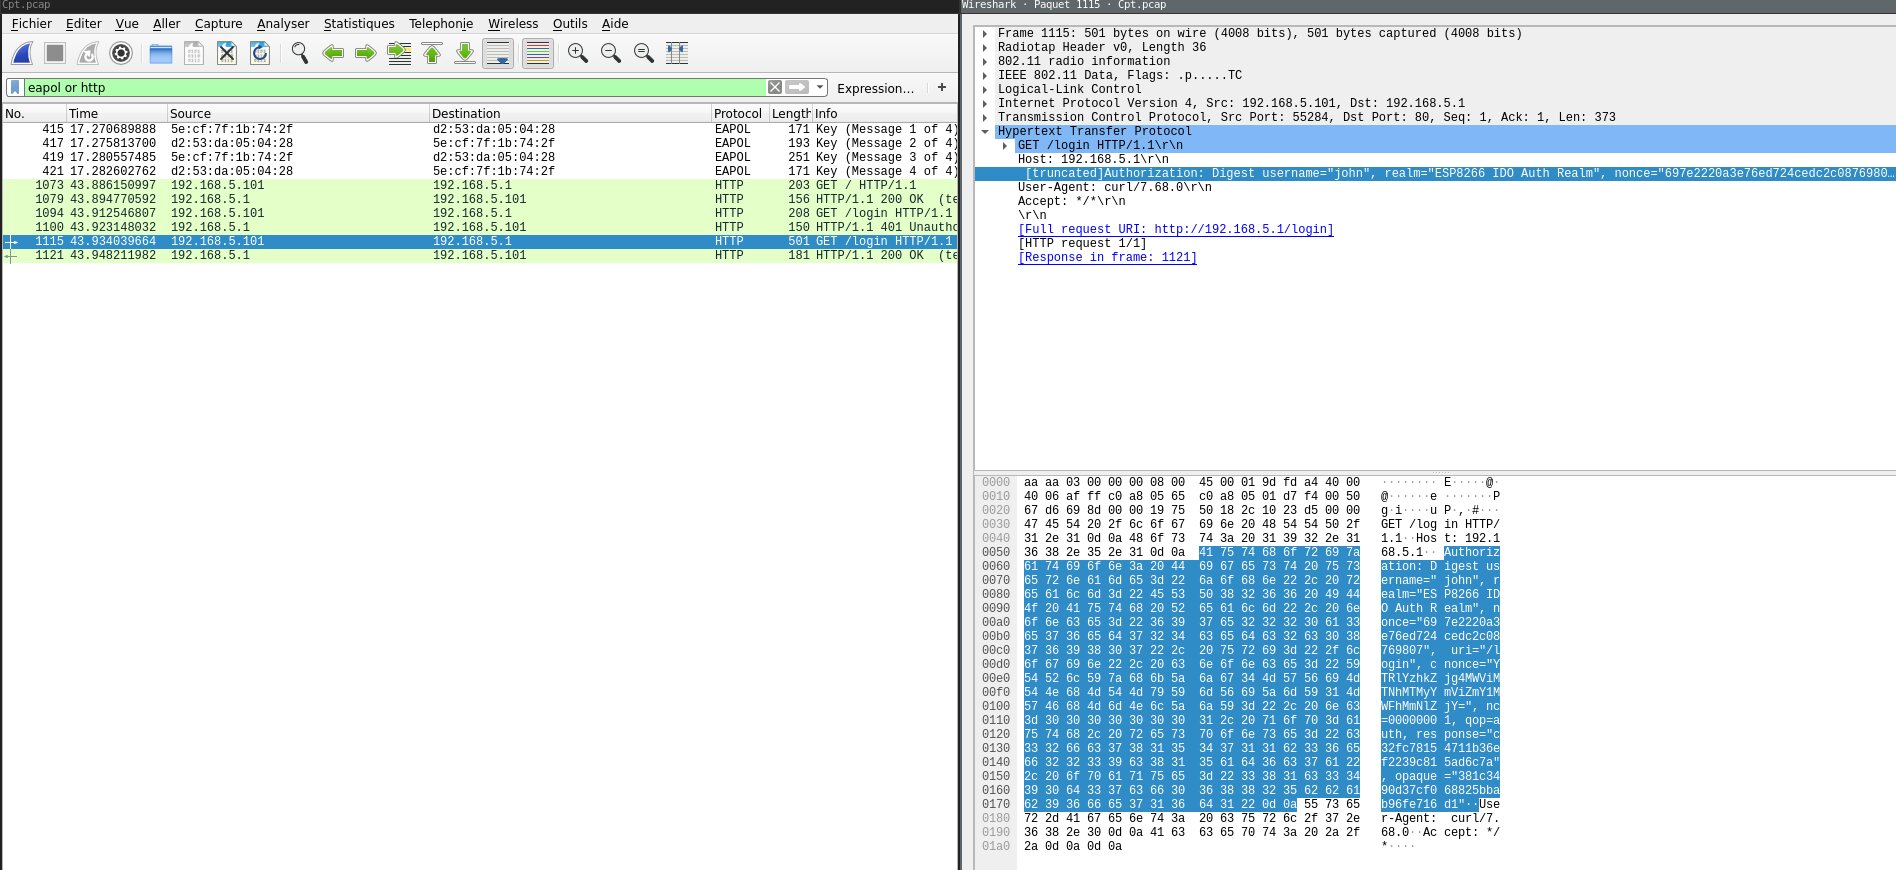 Cpt.pcap
Fichier Editer Vue Aller Capture Analyser Statistiques Telephonie Wireless Outils Aide
eapol or http
Expression… +
No. Time Source Destination Protocol Length Info
415 17.270689888 5e:cf:7f:1b:74:2f d2:53:da:05:04:28 EAPOL 171 Key (Message 1 of 4)
417 17.275813700 d2:53:da:05:04:28 5e:cf:7f:1b:74:2f EAPOL 193 Key (Message 2 of 4)
419 17.280557485 5e:cf:7f:1b:74:2f d2:53:da:05:04:28 EAPOL 251 Key (Message 3 of 4)
421 17.282602762 d2:53:da:05:04:28 5e:cf:7f:1b:74:2f EAPOL 171 Key (Message 4 of 4)
1073 43.886150997 192.168.5.101 192.168.5.1 HTTP 203 GET / HTTP/1.1
1079 43.894770592 192.168.5.1 192.168.5.101 HTTP 156 HTTP/1.1 200 OK (te
1094 43.912546807 192.168.5.101 192.168.5.1 HTTP 208 GET /login HTTP/1.1
1100 43.923148032 192.168.5.1 192.168.5.101 HTTP 150 HTTP/1.1 401 Unautho
1115 43.934039664 192.168.5.101 192.168.5.1 HTTP 501 GET /login HTTP/1.1
1121 43.948211982 192.168.5.1 192.168.5.101 HTTP 181 HTTP/1.1 200 OK (te
Wireshark · Paquet 1115 · Cpt.pcap
Frame 1115: 501 bytes on wire (4008 bits), 501 bytes captured (4008 bits)
Radiotap Header v0, Length 36
802.11 radio information
IEEE 802.11 Data, Flags: .p.....TC
Logical-Link Control
Internet Protocol Version 4, Src: 192.168.5.101, Dst: 192.168.5.1
Transmission Control Protocol, Src Port: 55284, Dst Port: 80, Seq: 1, Ack: 1, Len: 373
Hypertext Transfer Protocol
GET /login HTTP/1.1\r\n
Host: 192.168.5.1\r\n
[truncated]Authorization: Digest username="john", realm="ESP8266 IDO Auth Realm", nonce="697e2220a3e76ed724cedc2c0876980…
User-Agent: curl/7.68.0\r\n
Accept: */*\r\n
\r\n
[Full request URI: http://192.168.5.1/login]
[HTTP request 1/1]
[Response in frame: 1121]
0000 aa aa 03 00 00 00 08 00 45 00 01 9d fd a4 40 00 ········ E·····@·
0010 40 06 af ff c0 a8 05 65 c0 a8 05 01 d7 f4 00 50 @······e ·······P
0020 67 d6 69 8d 00 00 19 75 50 18 2c 10 23 d5 00 00 g·i····u P·,·#···
0030 47 45 54 20 2f 6c 6f 67 69 6e 20 48 54 54 50 2f GET /log in HTTP/
0040 31 2e 31 0d 0a 48 6f 73 74 3a 20 31 39 32 2e 31 1.1··Hos t: 192.1
0050 36 38 2e 35 2e 31 0d 0a 41 75 74 68 6f 72 69 7a 68.5.1·· Authoriz
0060 61 74 69 6f 6e 3a 20 44 69 67 65 73 74 20 75 73 ation: D igest us
0070 65 72 6e 61 6d 65 3d 22 6a 6f 68 6e 22 2c 20 72 ername=" john", r
0080 65 61 6c 6d 3d 22 45 53 50 38 32 36 36 20 49 44 ealm="ES P8266 ID
0090 4f 20 41 75 74 68 20 52 65 61 6c 6d 22 2c 20 6e O Auth R ealm", n
00a0 6f 6e 63 65 3d 22 36 39 37 65 32 32 32 30 61 33 once="69 7e2220a3
00b0 65 37 36 65 64 37 32 34 63 65 64 63 32 63 30 38 e76ed724 cedc2c08
00c0 37 36 39 38 30 37 22 2c 20 75 72 69 3d 22 2f 6c 769807", uri="/l
00d0 6f 67 69 6e 22 2c 20 63 6e 6f 6e 63 65 3d 22 59 ogin", c nonce="Y
00e0 54 52 6c 59 7a 68 6b 5a 6a 67 34 4d 57 56 69 4d TRlYzhkZ jg4MWViM
00f0 54 4e 68 4d 54 4d 79 59 6d 56 69 5a 6d 59 31 4d TNhMTMyY mViZmY1M
0100 57 46 68 4d 6d 4e 6c 5a 6a 59 3d 22 2c 20 6e 63 WFhMmNlZ jY=", nc
0110 3d 30 30 30 30 30 30 30 31 2c 20 71 6f 70 3d 61 =0000000 1, qop=a
0120 75 74 68 2c 20 72 65 73 70 6f 6e 73 65 3d 22 63 uth, res ponse="c
0130 33 32 66 63 37 38 31 35 34 37 31 31 62 33 36 65 32fc7815 4711b36e
0140 66 32 32 33 39 63 38 31 35 61 64 36 63 37 61 22 f2239c81 5ad6c7a"
0150 2c 20 6f 70 61 71 75 65 3d 22 33 38 31 63 33 34 , opaque ="381c34
0160 39 30 64 33 37 63 66 30 36 38 38 32 35 62 62 61 90d37cf0 68825bba
0170 62 39 36 66 65 37 31 36 64 31 22 0d 0a 55 73 65 b96fe716 d1"··Use
0180 72 2d 41 67 65 6e 74 3a 20 63 75 72 6c 2f 37 2e r-Agent: curl/7.
0190 36 38 2e 30 0d 0a 41 63 63 65 70 74 3a 20 2a 2f 68.0··Ac cept: */
01a0 2a 0d 0a 0d 0a *····